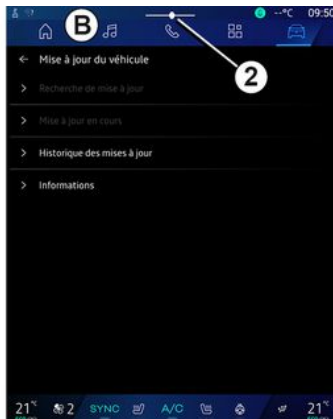 --°C 09:50
B
2
← Mise à jour du véhicule
> Recherche de mise à jour
> Mise à jour en cours
> Historique des mises à jour
> Informations
21°C 2 SYNC A/C 21°C